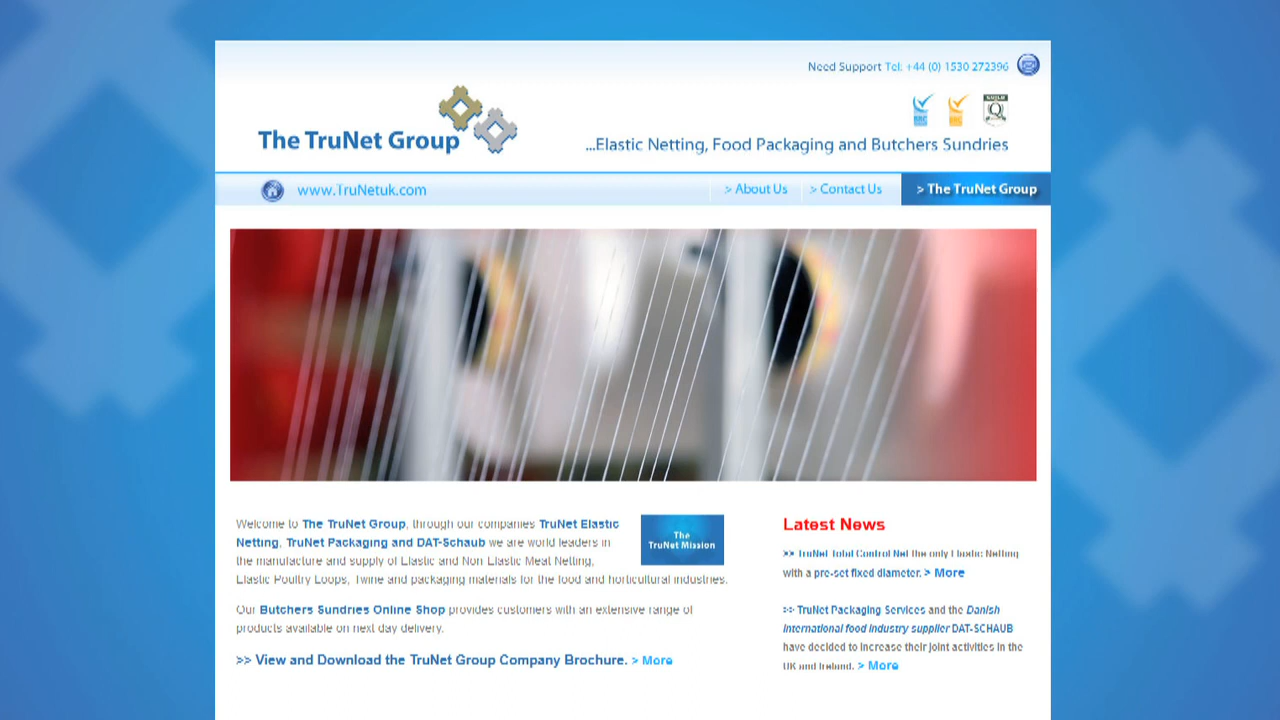 Need Support Tel: +44 (0) 1530 272396
The TruNet Group
...Elastic Netting, Food Packaging and Butchers Sundries
www.TruNetuk.com
> About Us
> Contact Us
> The TruNet Group
Welcome to The TruNet Group, through our companies TruNet Elastic
Netting, TruNet Packaging and DAT-Schaub we are world leaders in
the manufacture and supply of Elastic and Non Elastic Meat Netting,
Elastic Poultry Loops, Twine and packaging materials for the food and horticultural industries.
The
TruNet Mission
Our Butchers Sundries Online Shop provides customers with an extensive range of
products available on next day delivery.
>> View and Download the TruNet Group Company Brochure. > More
Latest News
>> TruNet Total Control Net the only Elastic Netting
with a pre-set fixed diameter. > More
>> TruNet Packaging Services and the Danish
international food industry supplier DAT-SCHAUB
have decided to increase their joint activities in the
UK and Ireland. > More